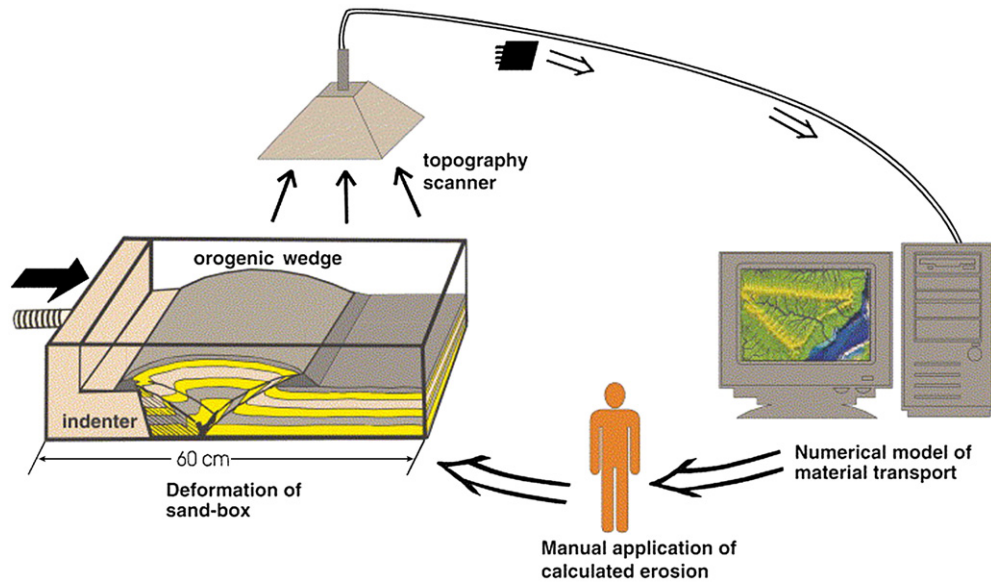 topography
scanner
orogenic wedge
indenter
60 cm
Deformation of
sand-box
Numerical model of
material transport
Manual application of
calculated erosion